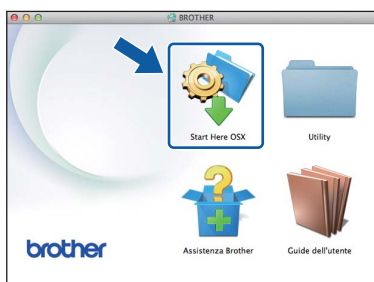 BROTHER
Start Here OSX
Utility
Assistenza Brother
Guide dell'utente
brother